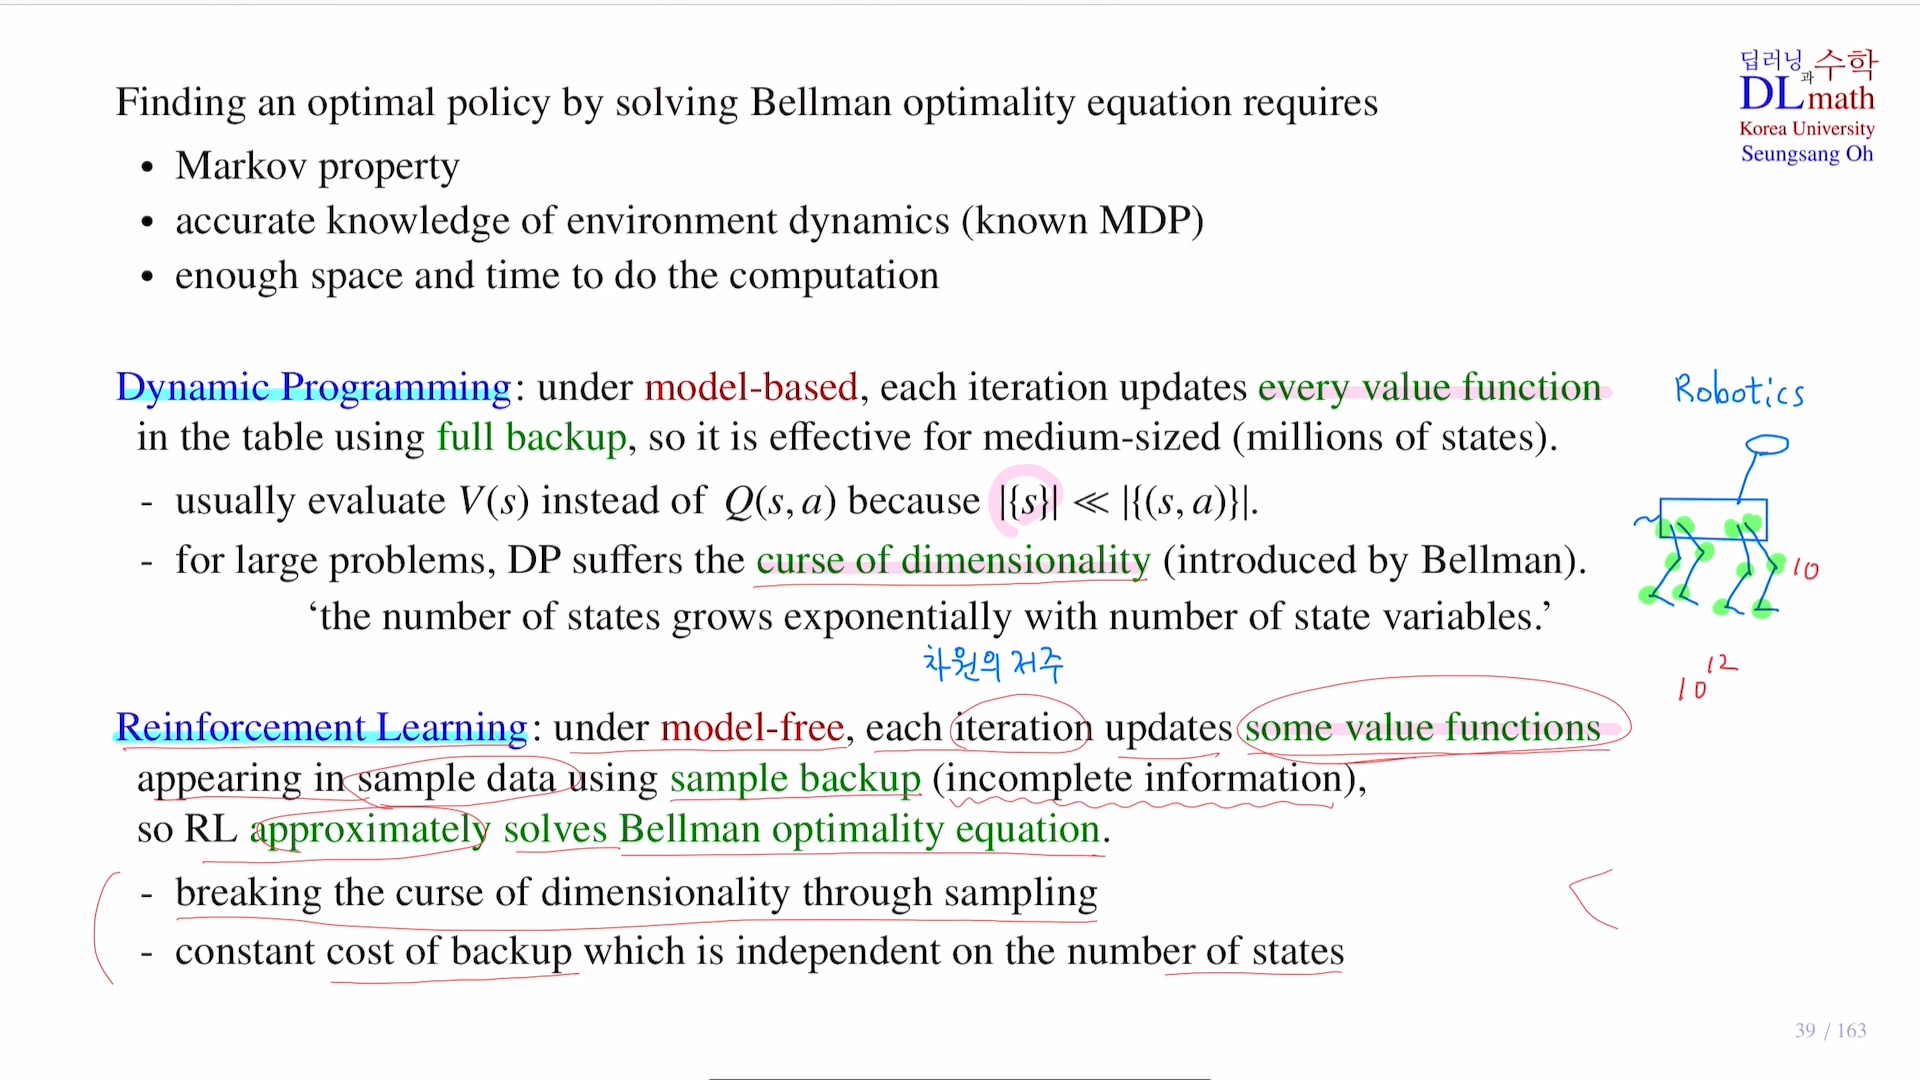 딥러닝과수학
DL math
Korea University
Seungsang Oh
Finding an optimal policy by solving Bellman optimality equation requires
• Markov property
• accurate knowledge of environment dynamics (known MDP)
• enough space and time to do the computation
Dynamic Programming: under model-based, each iteration updates every value function
in the table using full backup, so it is effective for medium-sized (millions of states).
- usually evaluate V(s) instead of Q(s, a) because |{s}| ≪ |{(s, a)}|.
- for large problems, DP suffers the curse of dimensionality (introduced by Bellman).
‘the number of states grows exponentially with number of state variables.’
차원의 저주
Robotics
10
10^12
Reinforcement Learning: under model-free, each iteration updates some value functions
appearing in sample data using sample backup (incomplete information),
so RL approximately solves Bellman optimality equation.
- breaking the curse of dimensionality through sampling
- constant cost of backup which is independent on the number of states
39 / 163